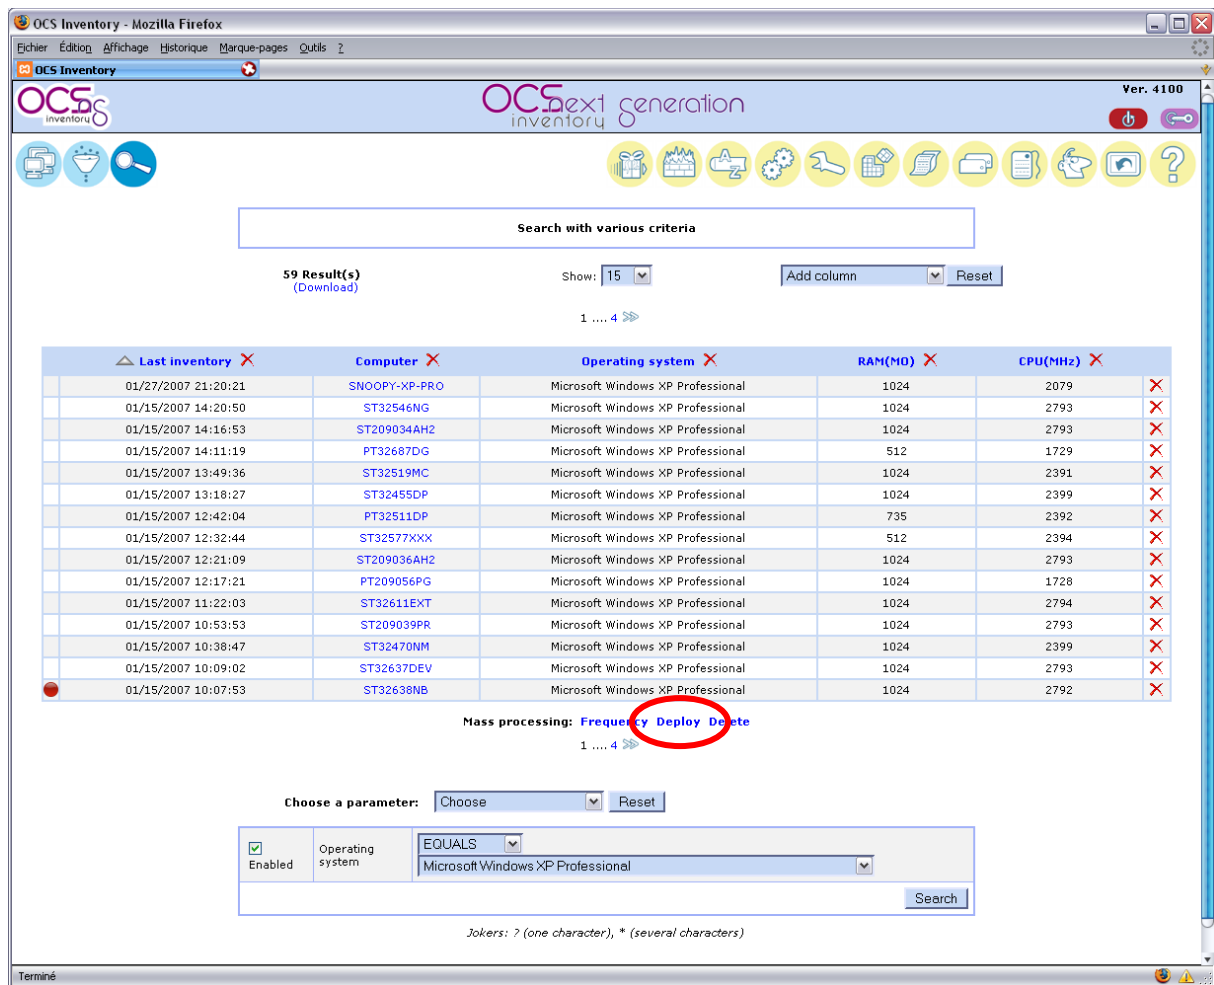 OCS Inventory - Mozilla Firefox
Fichier Édition Affichage Historique Marque-pages Outils ?
OCS Inventory
OCS ng inventory
OCS next generation inventory
Ver. 4100
A Z
?
Search with various criteria
59 Result(s) Show: 15 Add column Reset
(Download)
1 .... 4
Last inventory Computer Operating system RAM(MO) CPU(MHz)
01/27/2007 21:20:21 SNOOPY-XP-PRO Microsoft Windows XP Professional 1024 2079
01/15/2007 14:20:50 ST32546NG Microsoft Windows XP Professional 1024 2793
01/15/2007 14:16:53 ST209034AH2 Microsoft Windows XP Professional 1024 2793
01/15/2007 14:11:19 PT32687DG Microsoft Windows XP Professional 512 1729
01/15/2007 13:49:36 ST32519MC Microsoft Windows XP Professional 1024 2391
01/15/2007 13:18:27 ST32455DP Microsoft Windows XP Professional 1024 2399
01/15/2007 12:42:04 PT32511DP Microsoft Windows XP Professional 735 2392
01/15/2007 12:32:44 ST32577XXX Microsoft Windows XP Professional 512 2394
01/15/2007 12:21:09 ST209036AH2 Microsoft Windows XP Professional 1024 2793
01/15/2007 12:17:21 PT209056PG Microsoft Windows XP Professional 1024 1728
01/15/2007 11:22:03 ST32611EXT Microsoft Windows XP Professional 1024 2794
01/15/2007 10:53:53 ST209039PR Microsoft Windows XP Professional 1024 2793
01/15/2007 10:38:47 ST32470NM Microsoft Windows XP Professional 1024 2399
01/15/2007 10:09:02 ST32637DEV Microsoft Windows XP Professional 1024 2793
01/15/2007 10:07:53 ST32638NB Microsoft Windows XP Professional 1024 2792
Mass processing: Frequency Deploy Delete
1 .... 4
Choose a parameter: Choose Reset
Enabled Operating system EQUALS
Microsoft Windows XP Professional
Search
Jokers: ? (one character), * (several characters)
Terminé